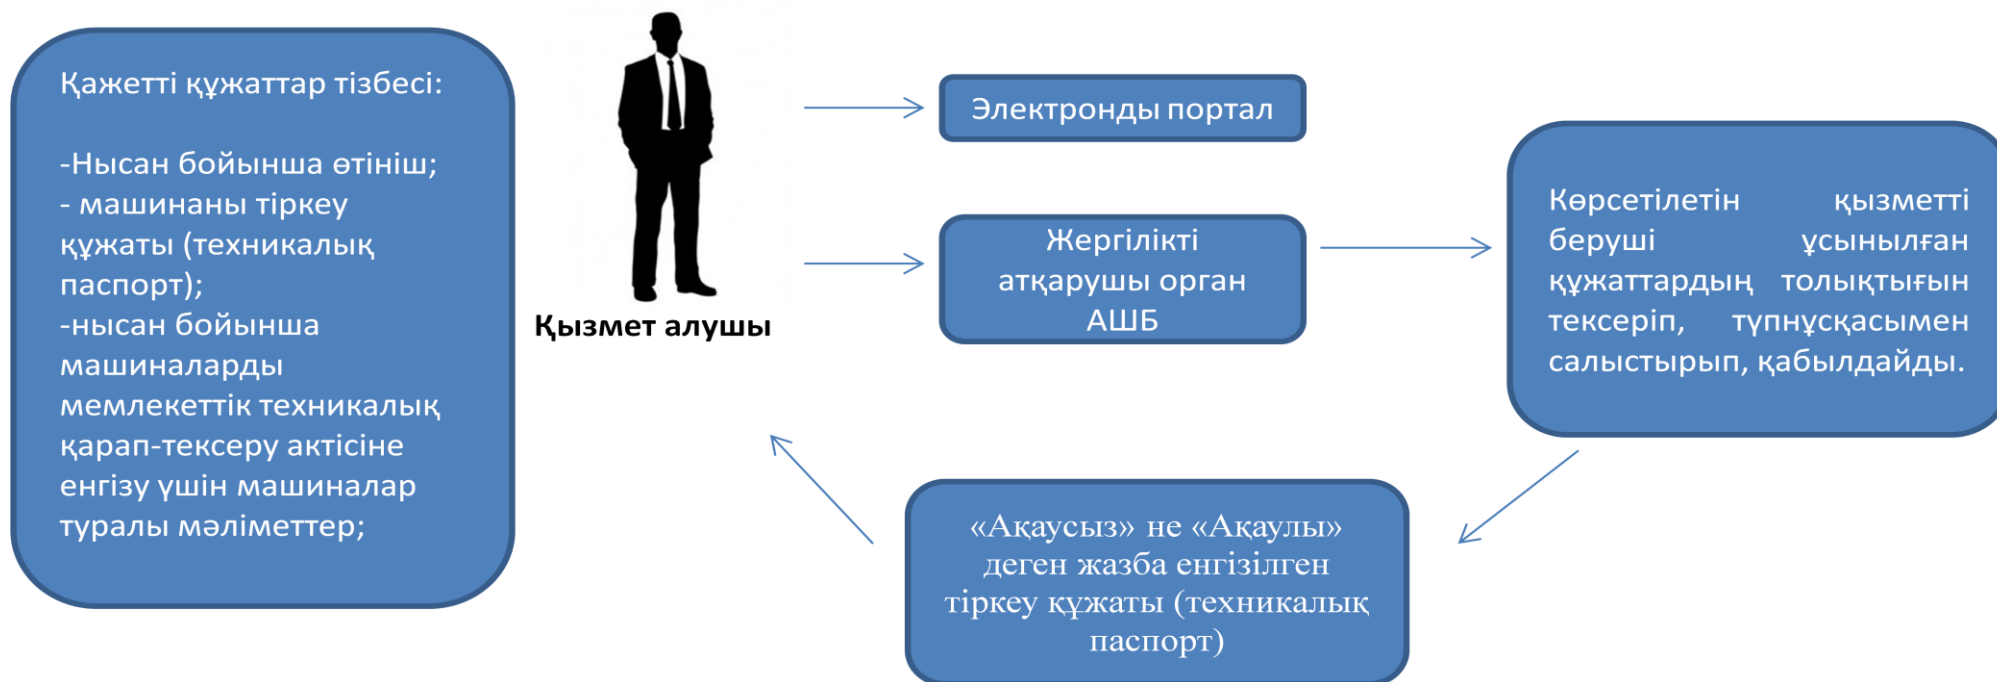 Қажетті құжаттар тізбесі:
-Нысан бойынша өтініш;
- машинаны тіркеу
құжаты (техникалық
паспорт);
-нысан бойынша
машиналарды
мемлекеттік техникалық
қарап-тексеру актісіне
енгізу үшін машиналар
туралы мәліметтер;
Қызмет алушы
Электронды портал
Жергілікті
атқарушы орган
АШБ
Көрсетілетін қызметті
беруші ұсынылған
құжаттардың толықтығын
тексеріп, түпнұсқасымен
салыстырып, қабылдайды.
«Ақаусыз» не «Ақаулы»
деген жазба енгізілген
тіркеу құжаты (техникалық
паспорт)